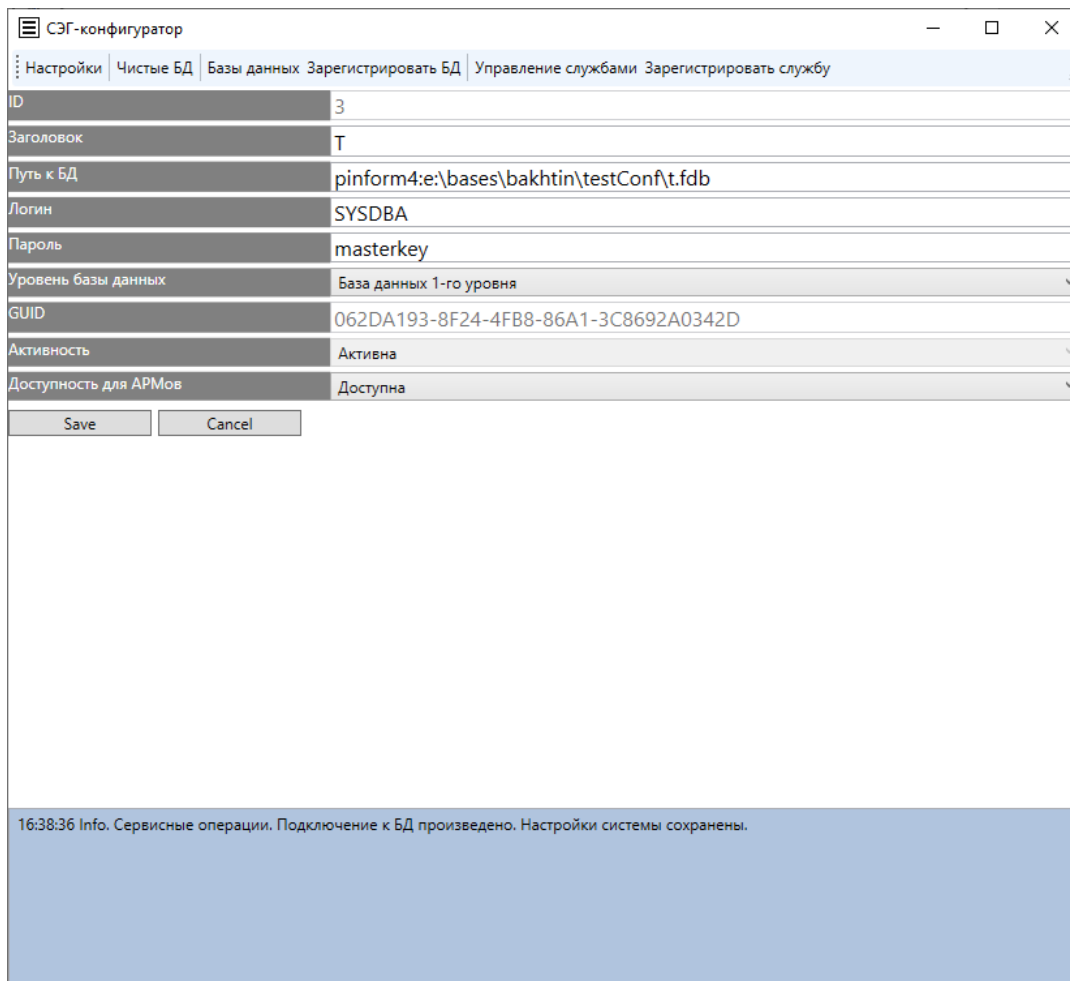 СЭГ-конфигуратор
Настройки Чистые БД Базы данных Зарегистрировать БД Управление службами Зарегистрировать службу
ID 3
Заголовок T
Путь к БД pinform4:e:\bases\bakhtin\testConf\t.fdb
Логин SYSDBA
Пароль masterkey
Уровень базы данных База данных 1-го уровня
GUID 062DA193-8F24-4FB8-86A1-3C8692A0342D
Активность Активна
Доступность для АРМов Доступна
Save Cancel
16:38:36 Info. Сервисные операции. Подключение к БД произведено. Настройки системы сохранены.